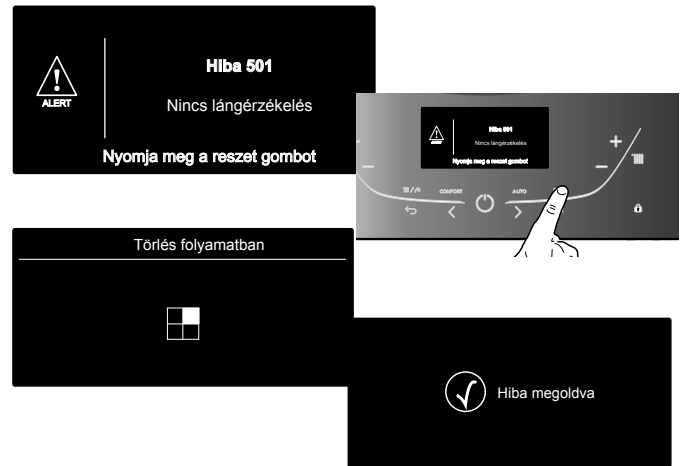 ALERT
Hiba 501
Nincs lángérzékelés
Nyomja meg a reszet gombot
ALERT
Hiba 501
Nincs lángérzékelés
Nyomja meg a reszet gombot
COMFORT
AUTO
Törlés folyamatban
Hiba megoldva